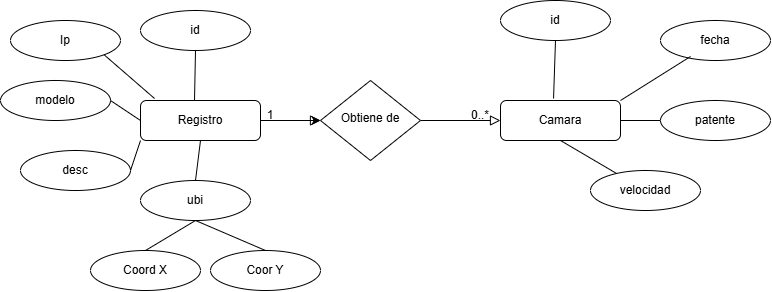 id
Ip
modelo
desc
Registro
1
Obtiene de
0..*
Camara
id
fecha
patente
velocidad
ubi
Coord X
Coor Y